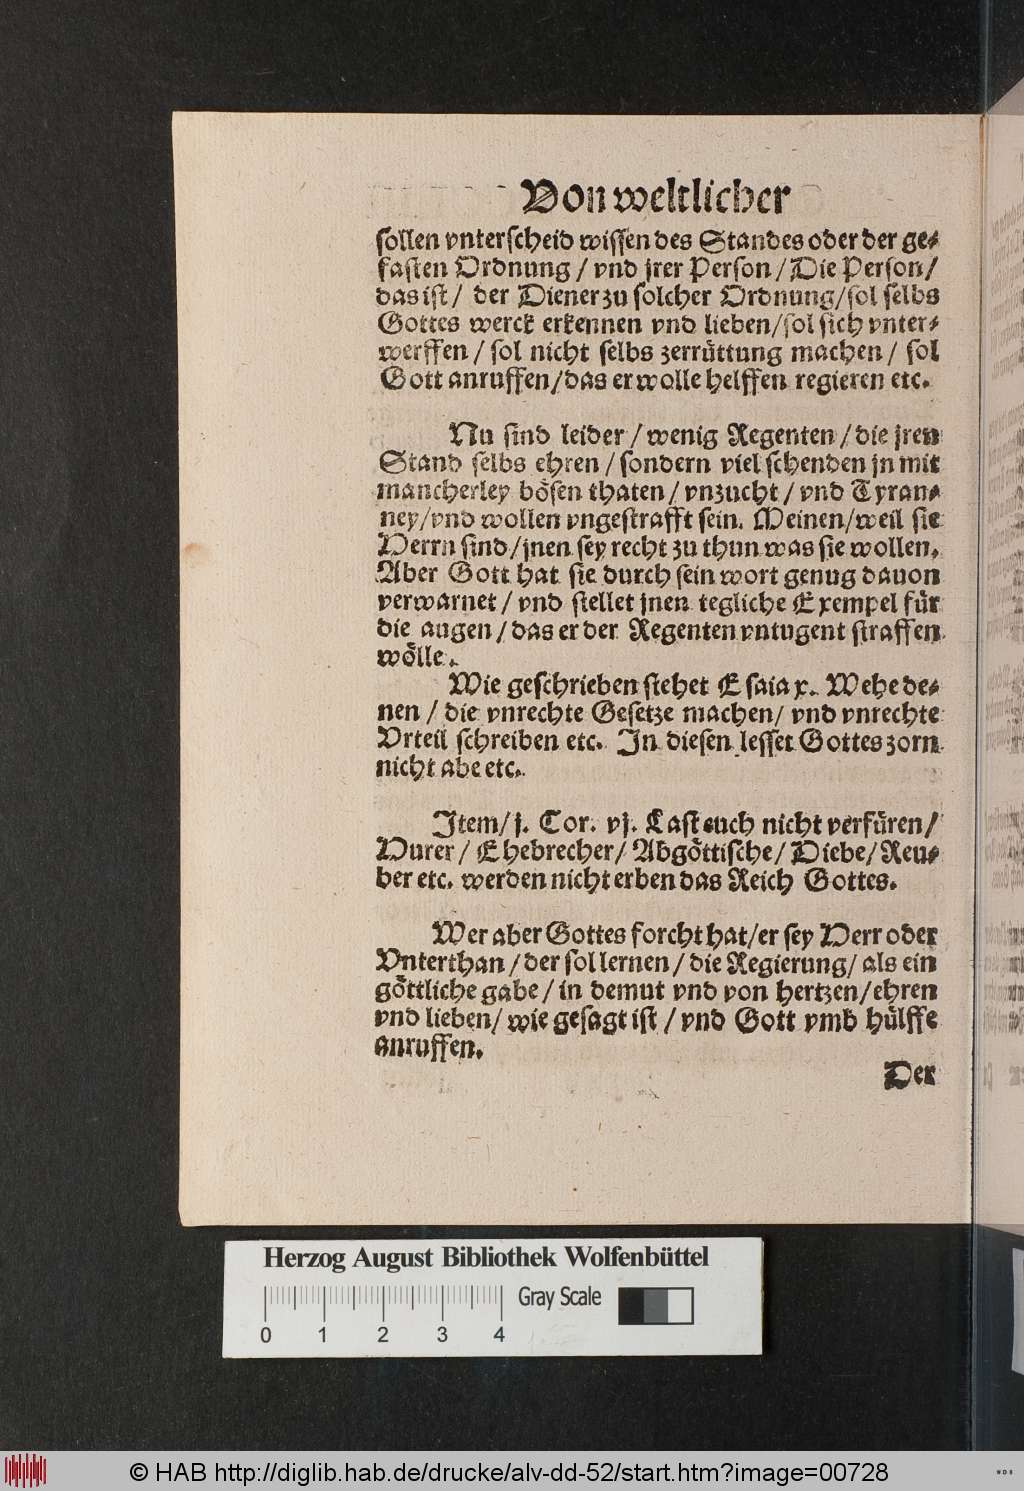 Von weltlicher
sollen vnterscheid wissen des Standes oder der ge-
fasten Ordnung / vnd jrer Person / Die Person /
das ist / der Diener zu solcher Ordnung / sol selbs
Gottes werck erkennen vnd lieben / sol sich vnter-
werffen / sol nicht selbs zerrüttung machen / sol
Gott anruffen / das er wolle helffen regieren etc.
Nu sind leider / wenig Regenten / die jren
Stand selbs ehren / sondern viel schenden jn mit
mancherley bösen thaten / vnzucht / vnd Tyran-
ney / vnd wollen vngestrafft sein. Meinen / weil sie
Herrn sind / jnen sey recht zu thun was sie wollen.
Aber Gott hat sie durch sein wort genug dauon
verwarnet / vnd stellet jnen tegliche Exempel für
die augen / das er der Regenten vntugent straffen
wölle.
Wie geschrieben stehet Esaia x. Wehe de-
nen / die vnrechte Gesetze machen / vnd vnrechte
Vrteil schreiben etc. In diesen lesset Gottes zorn
nicht abe etc.
Item / j. Cor. vj. Last euch nicht verfüren /
Hurer / Ehebrecher / Abgöttische / Diebe / Reu-
ber etc. werden nicht erben das Reich Gottes.
Wer aber Gottes forcht hat / er sey Herr oder
Vnterthan / der sol lernen / die Regierung / als ein
göttliche gabe / in demut vnd von hertzen / ehren
vnd lieben / wie gesagt ist / vnd Gott vmb hülffe
anruffen.
Der
Herzog August Bibliothek Wolfenbüttel
Gray Scale
0 1 2 3 4
© HAB http://diglib.hab.de/drucke/alv-dd-52/start.htm?image=00728